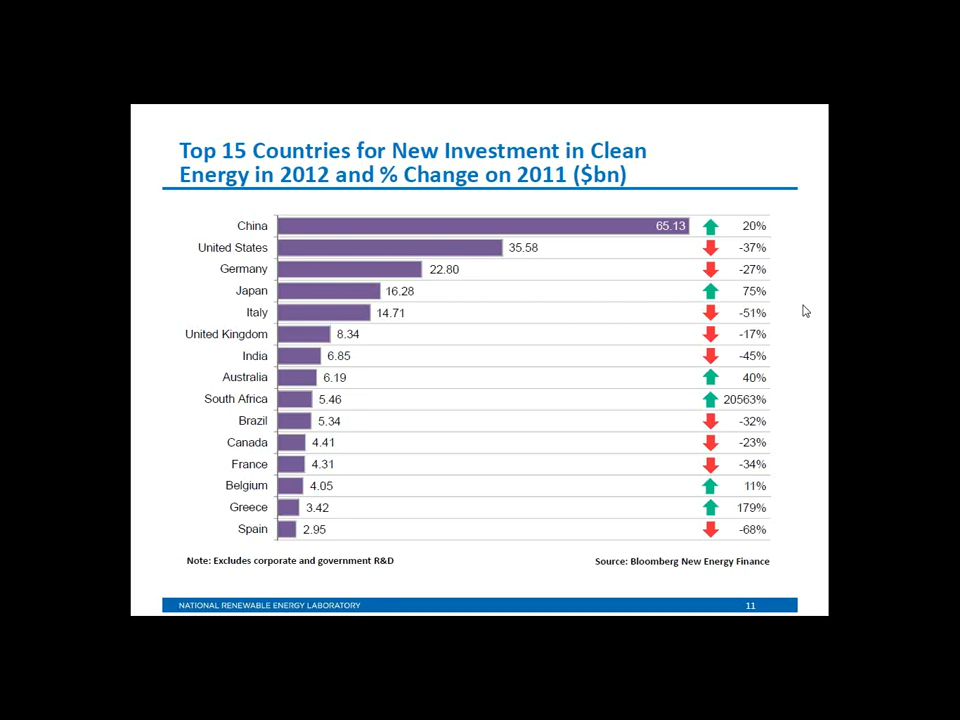 Top 15 Countries for New Investment in Clean
Energy in 2012 and % Change on 2011 ($bn)
China 65.13 20%
United States 35.58 -37%
Germany 22.80 -27%
Japan 16.28 75%
Italy 14.71 -51%
United Kingdom 8.34 -17%
India 6.85 -45%
Australia 6.19 40%
South Africa 5.46 20563%
Brazil 5.34 -32%
Canada 4.41 -23%
France 4.31 -34%
Belgium 4.05 11%
Greece 3.42 179%
Spain 2.95 -68%
Note: Excludes corporate and government R&D Source: Bloomberg New Energy Finance
NATIONAL RENEWABLE ENERGY LABORATORY 11